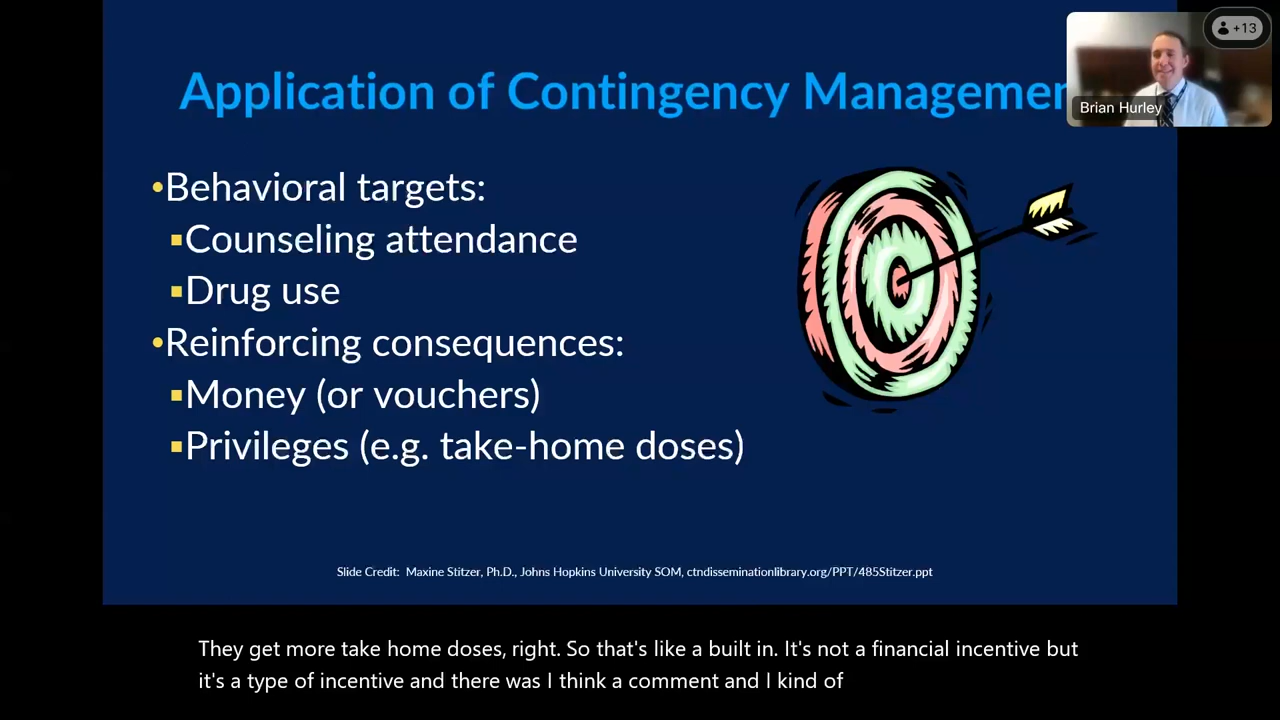 +13
Application of Contingency Managemen
Brian Hurley
•Behavioral targets:
▪Counseling attendance
▪Drug use
•Reinforcing consequences:
▪Money (or vouchers)
▪Privileges (e.g. take-home doses)
Slide Credit: Maxine Stitzer, Ph.D., Johns Hopkins University SOM, ctndisseminationlibrary.org/PPT/485Stitzer.ppt
They get more take home doses, right. So that's like a built in. It's not a financial incentive but
it's a type of incentive and there was I think a comment and I kind of